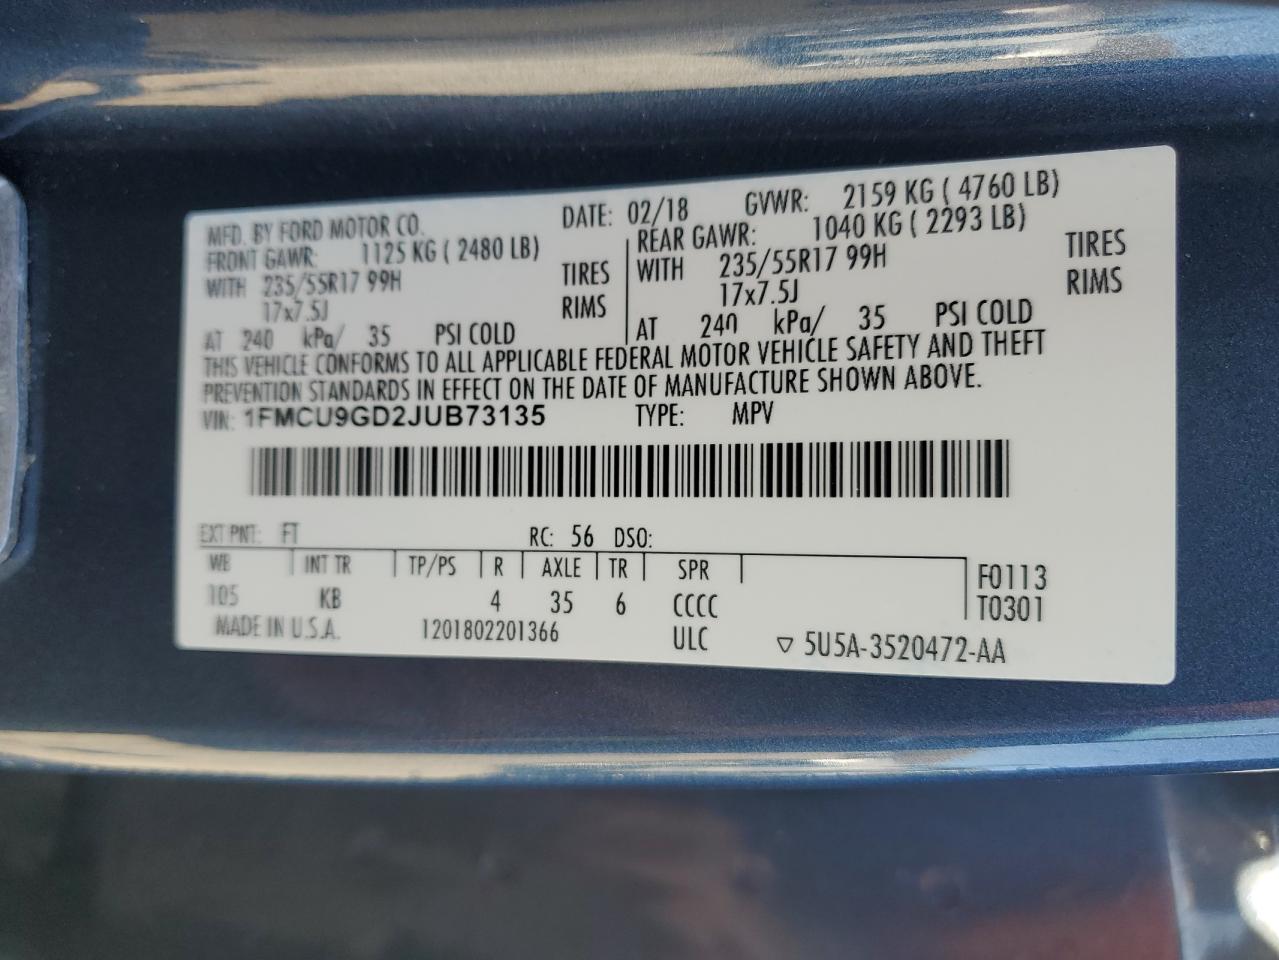 MFD. BY FORD MOTOR CO. DATE: 02/18 GVWR: 2159 KG ( 4760 LB)
FRONT GAWR: 1125 KG ( 2480 LB) REAR GAWR: 1040 KG ( 2293 LB)
WITH 235/55R17 99H TIRES WITH 235/55R17 99H TIRES
17x7.5J RIMS 17x7.5J RIMS
AT 240 kPa/ 35 PSI COLD AT 240 kPa/ 35 PSI COLD
THIS VEHICLE CONFORMS TO ALL APPLICABLE FEDERAL MOTOR VEHICLE SAFETY AND THEFT
PREVENTION STANDARDS IN EFFECT ON THE DATE OF MANUFACTURE SHOWN ABOVE.
VIN: 1FMCU9GD2JUB73135 TYPE: MPV
EXT PNT: FT RC: 56 DSO:
WB INT TR TP/PS R AXLE TR SPR F0113
105 KB 4 35 6 CCCC T0301
MADE IN U.S.A. 1201802201366 ULC ▽ 5U5A-3520472-AA